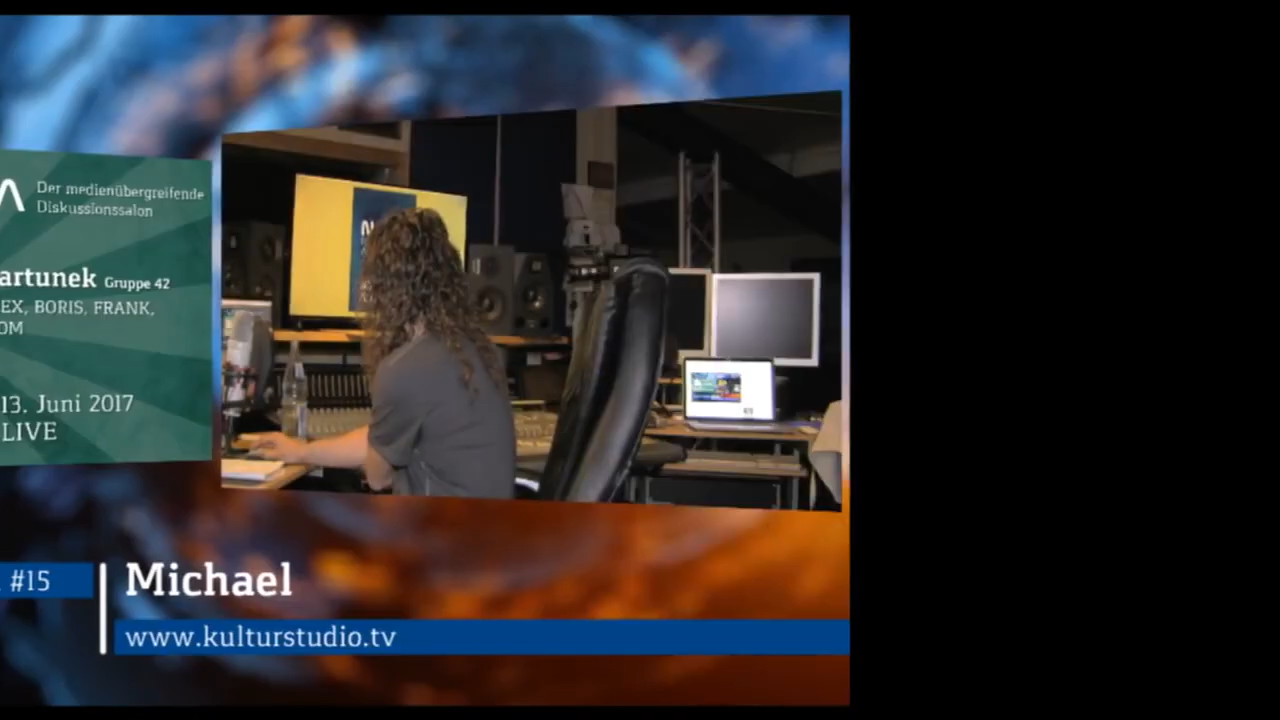 Der medienübergreifende
Diskussionssalon
artunek Gruppe 42
EX, BORIS, FRANK,
OM
13. Juni 2017
LIVE
#15
Michael
www.kulturstudio.tv